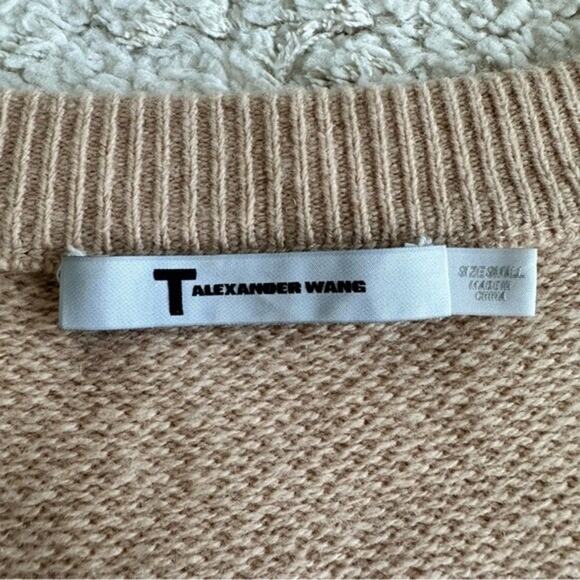 T ALEXANDER WANG
SIZE SMALL
MADE IN
CHINA